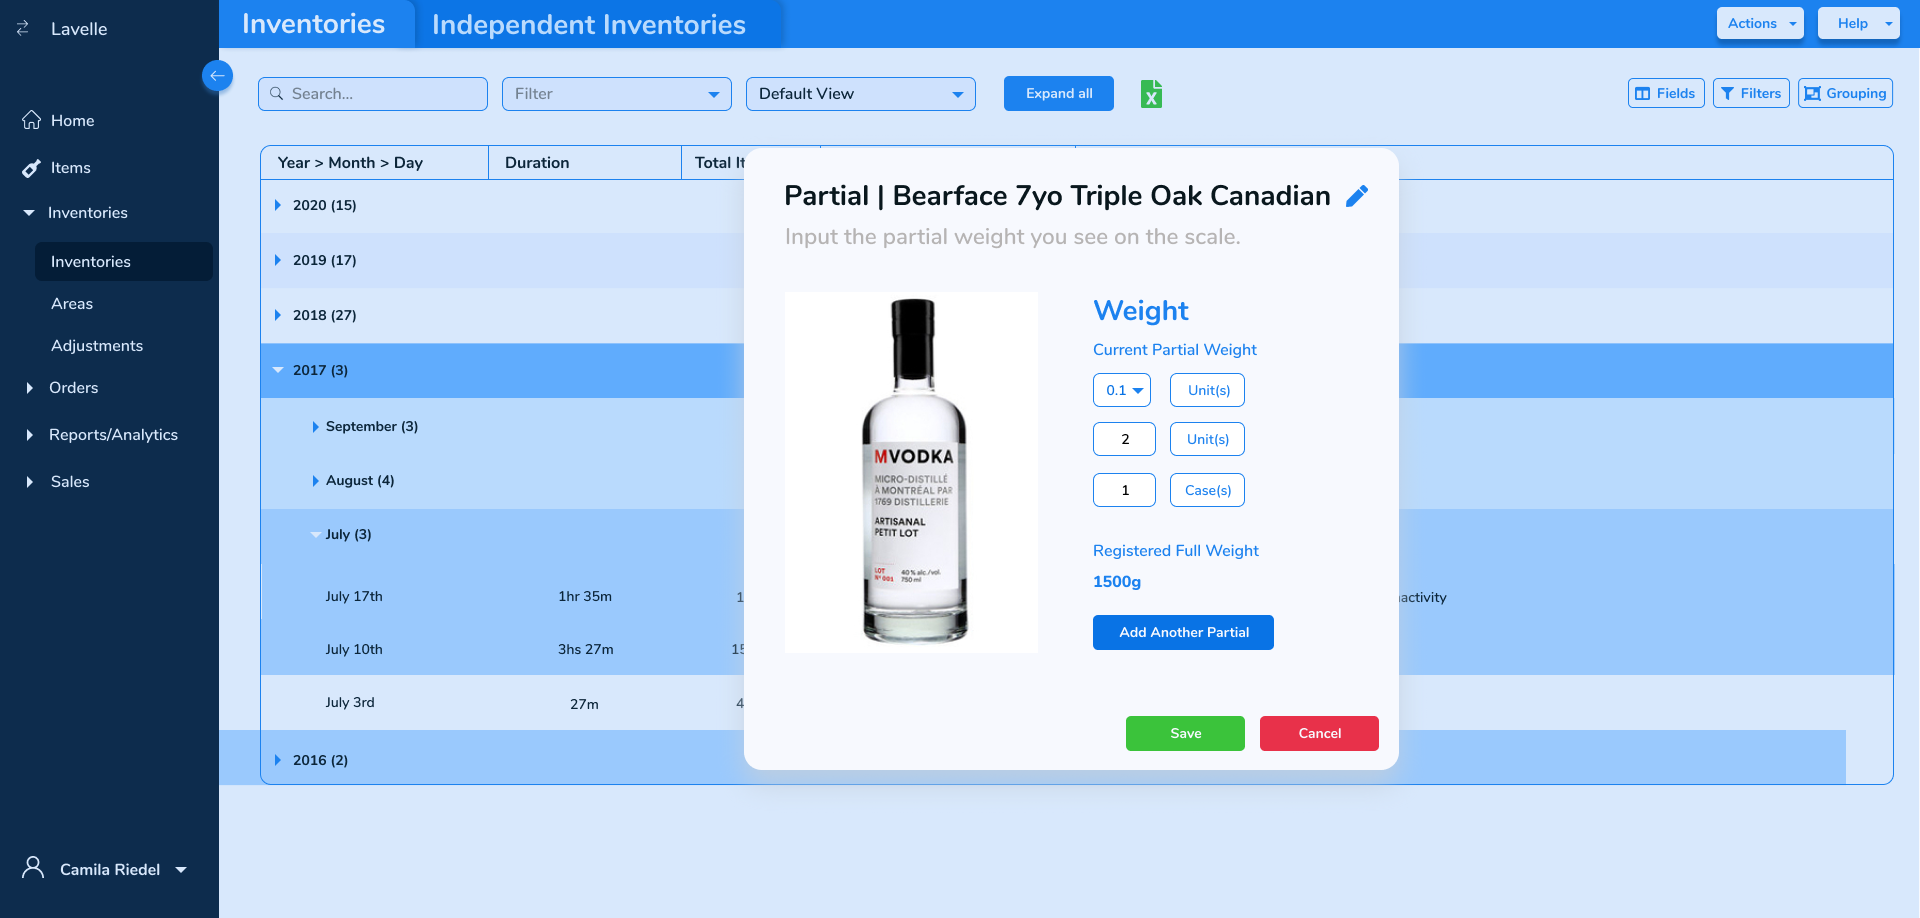 Lavelle
Home
Items
Inventories
Inventories
Areas
Adjustments
Orders
Reports/Analytics
Sales
Camila Riedel
Inventories
Independent Inventories
Actions
Help
Search...
Filter
Default View
Expand all
X
Fields
Filters
Grouping
Year > Month > Day
Duration
Total It
2020 (15)
2019 (17)
2018 (27)
2017 (3)
September (3)
August (4)
July (3)
July 17th
1hr 35m
1
activity
July 10th
3hs 27m
15
July 3rd
27m
4
2016 (2)
Partial | Bearface 7yo Triple Oak Canadian
Input the partial weight you see on the scale.
MVODKA
MICRO-DISTILLÉ
À MONTRÉAL PAR
1769 DISTILLERIE
ARTISANAL
PETIT LOT
LOT
Nº 001
40% alc./vol.
750 ml
Weight
Current Partial Weight
0.1
Unit(s)
2
Unit(s)
1
Case(s)
Registered Full Weight
1500g
Add Another Partial
Save
Cancel